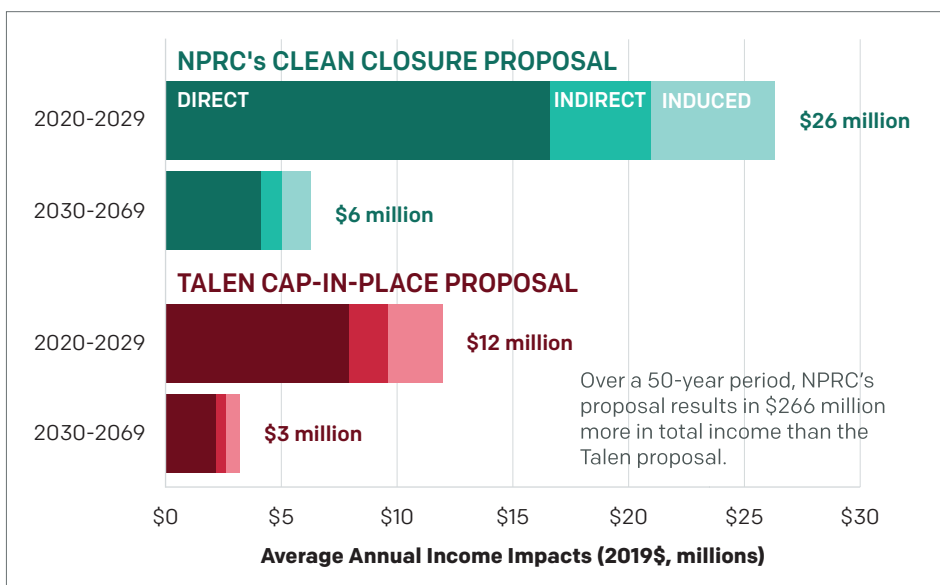 NPRC's CLEAN CLOSURE PROPOSAL
2020-2029
DIRECT
INDIRECT
INDUCED
$26 million
2030-2069
$6 million
TALEN CAP-IN-PLACE PROPOSAL
2020-2029
$12 million
2030-2069
$3 million
Over a 50-year period, NPRC's
proposal results in $266 million
more in total income than the
Talen proposal.
$0
$5
$10
$15
$20
$25
$30
Average Annual Income Impacts (2019$, millions)